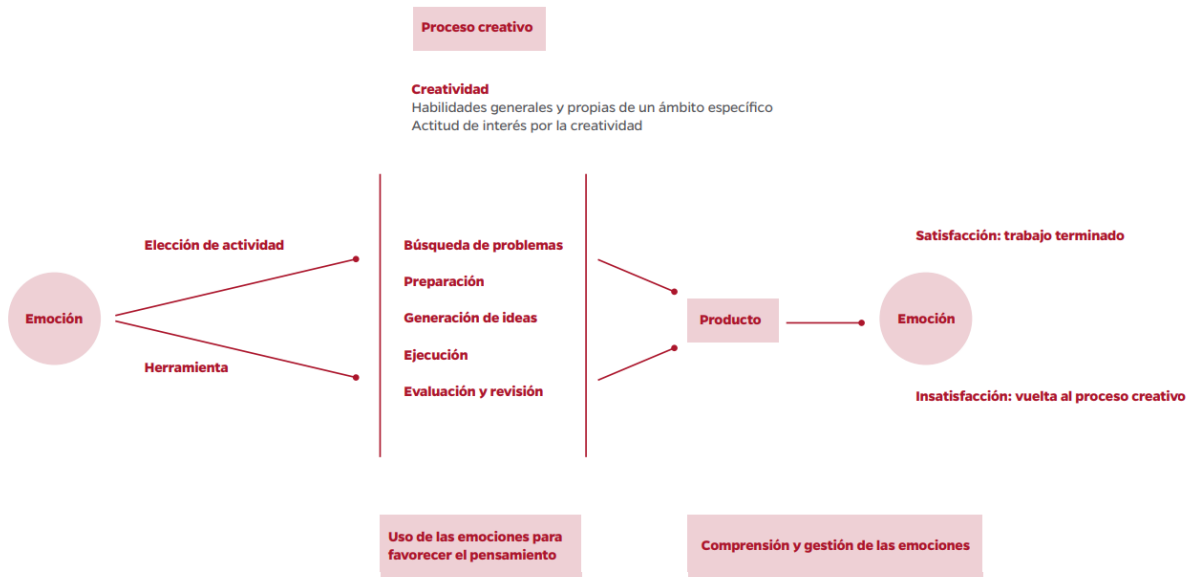 Proceso creativo
Creatividad
Habilidades generales y propias de un ámbito específico
Actitud de interés por la creatividad
Emoción
Elección de actividad
Herramienta
Búsqueda de problemas
Preparación
Generación de ideas
Ejecución
Evaluación y revisión
Producto
Satisfacción: trabajo terminado
Emoción
Insatisfacción: vuelta al proceso creativo
Uso de las emociones para
favorecer el pensamiento
Comprensión y gestión de las emociones